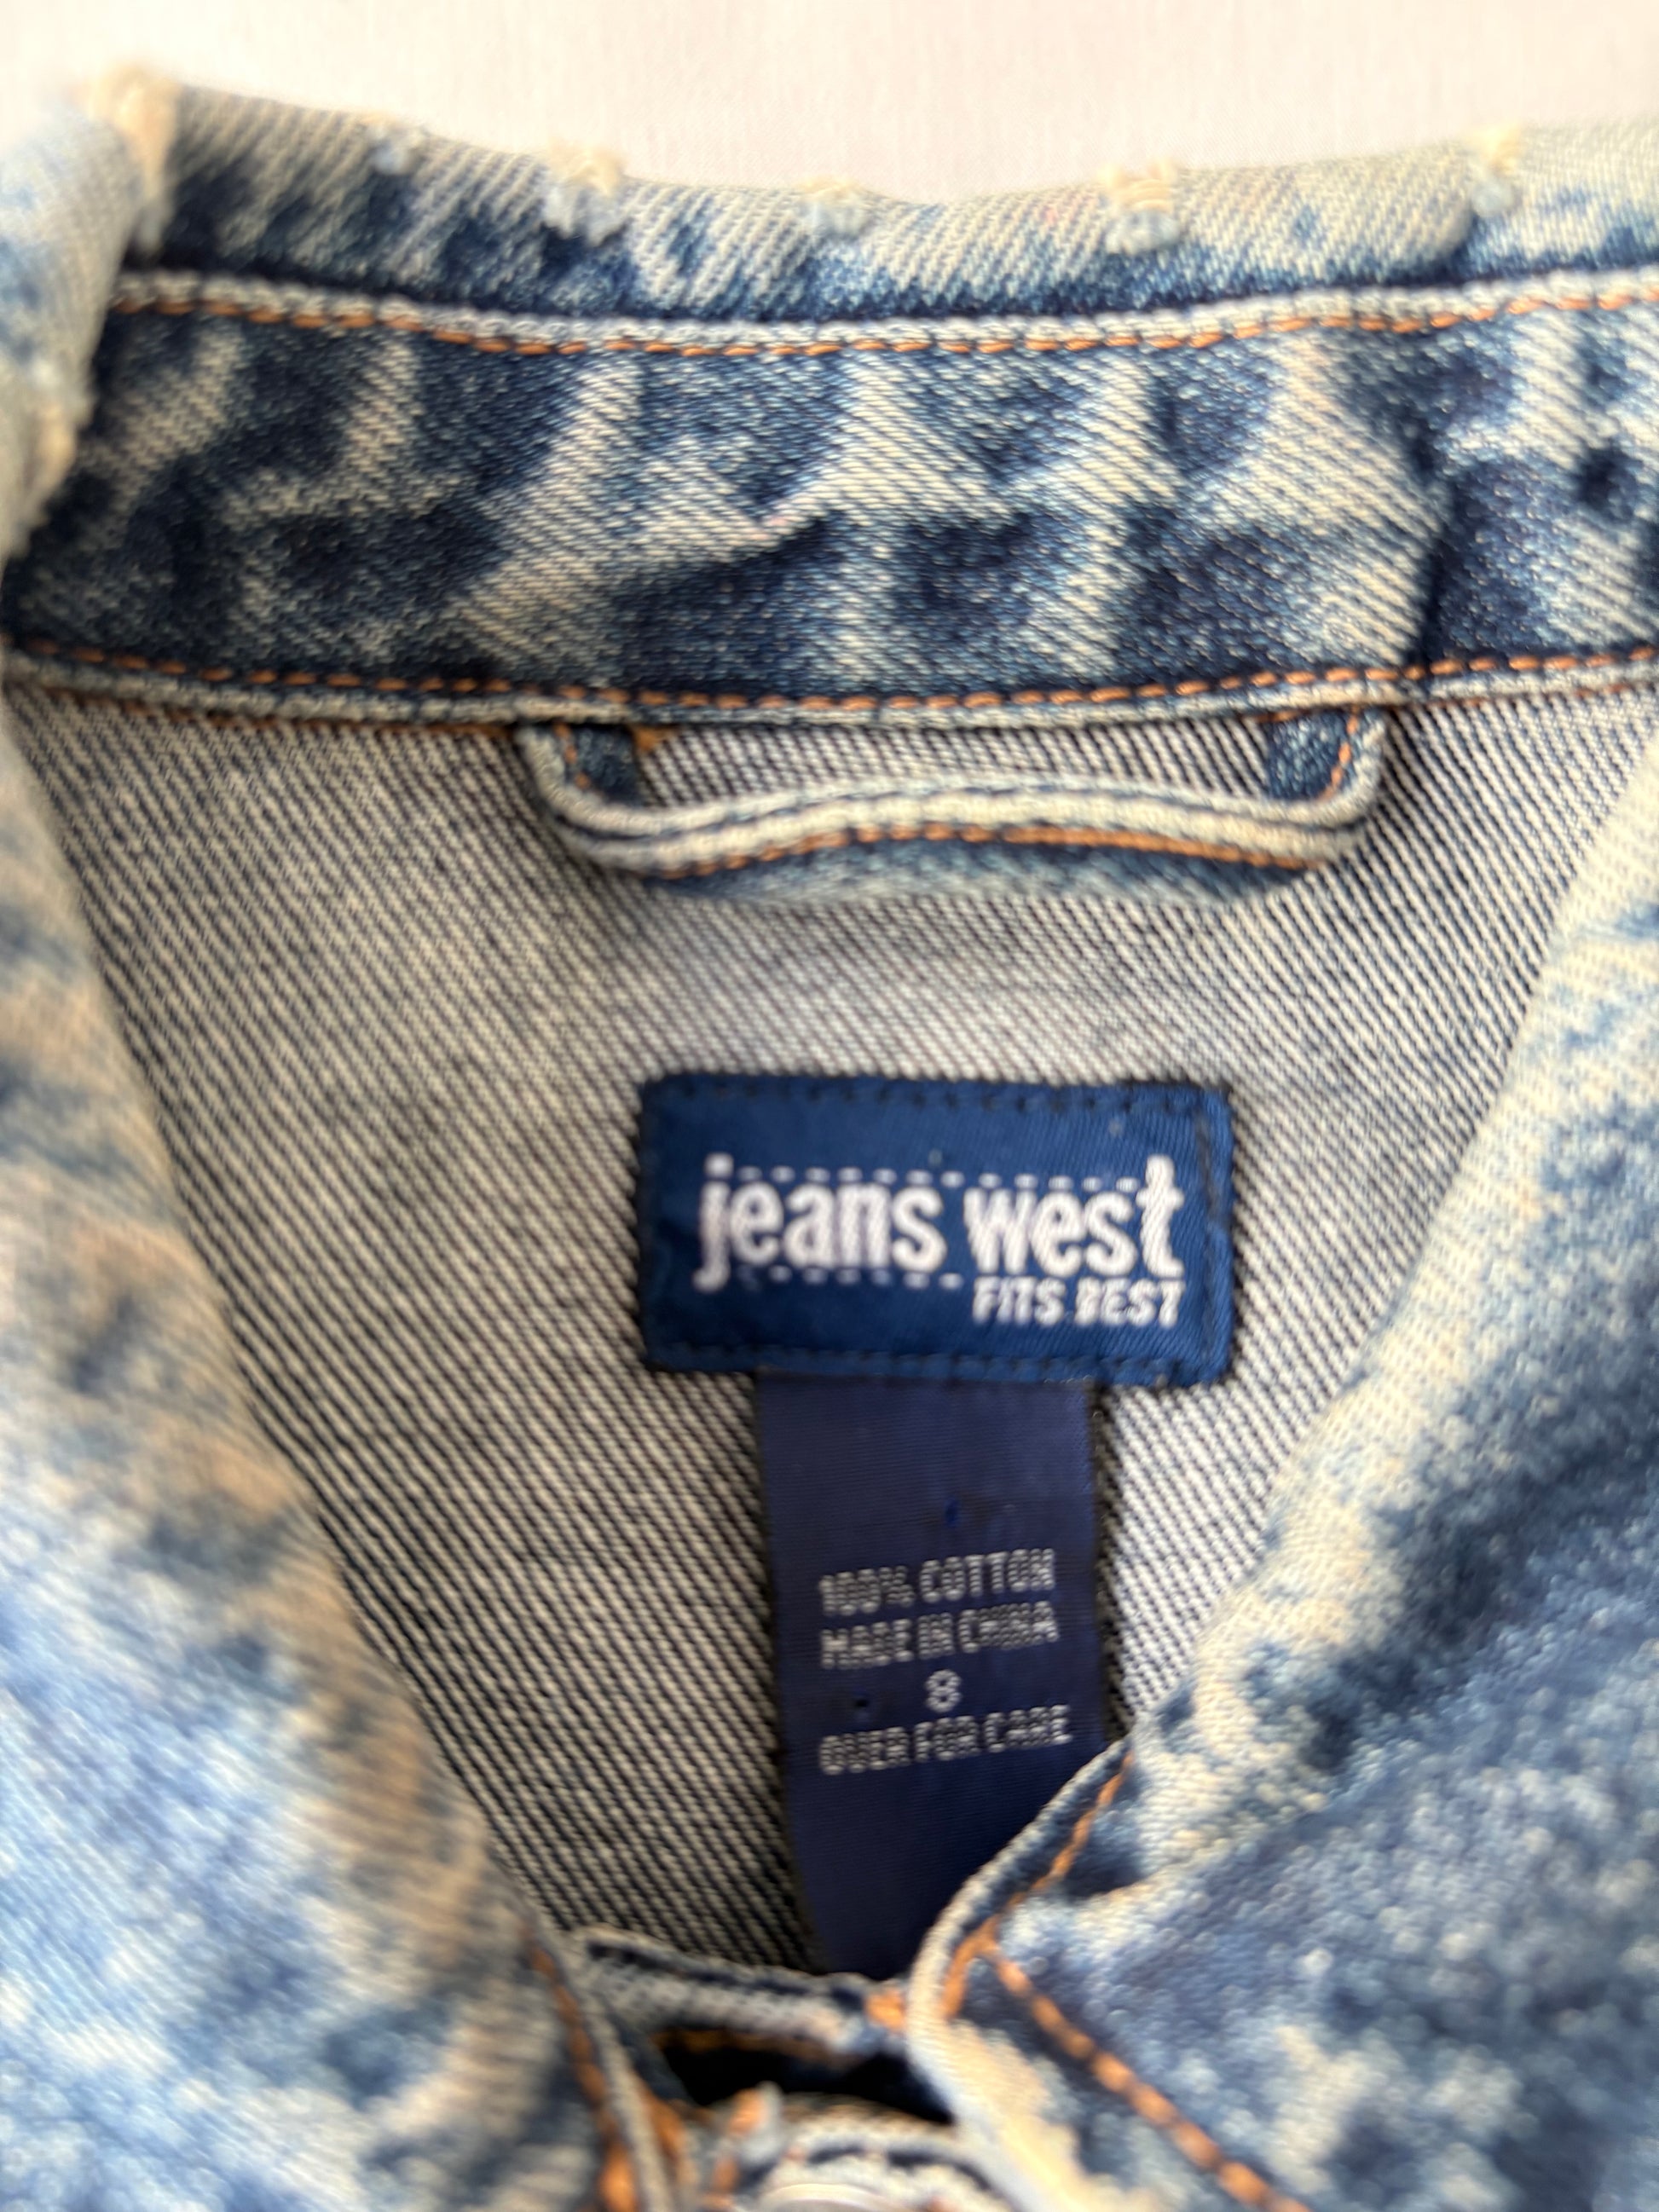 jeans west
FITS BEST
100% COTTON
MADE IN CHINA
8
OVER FOR CARE